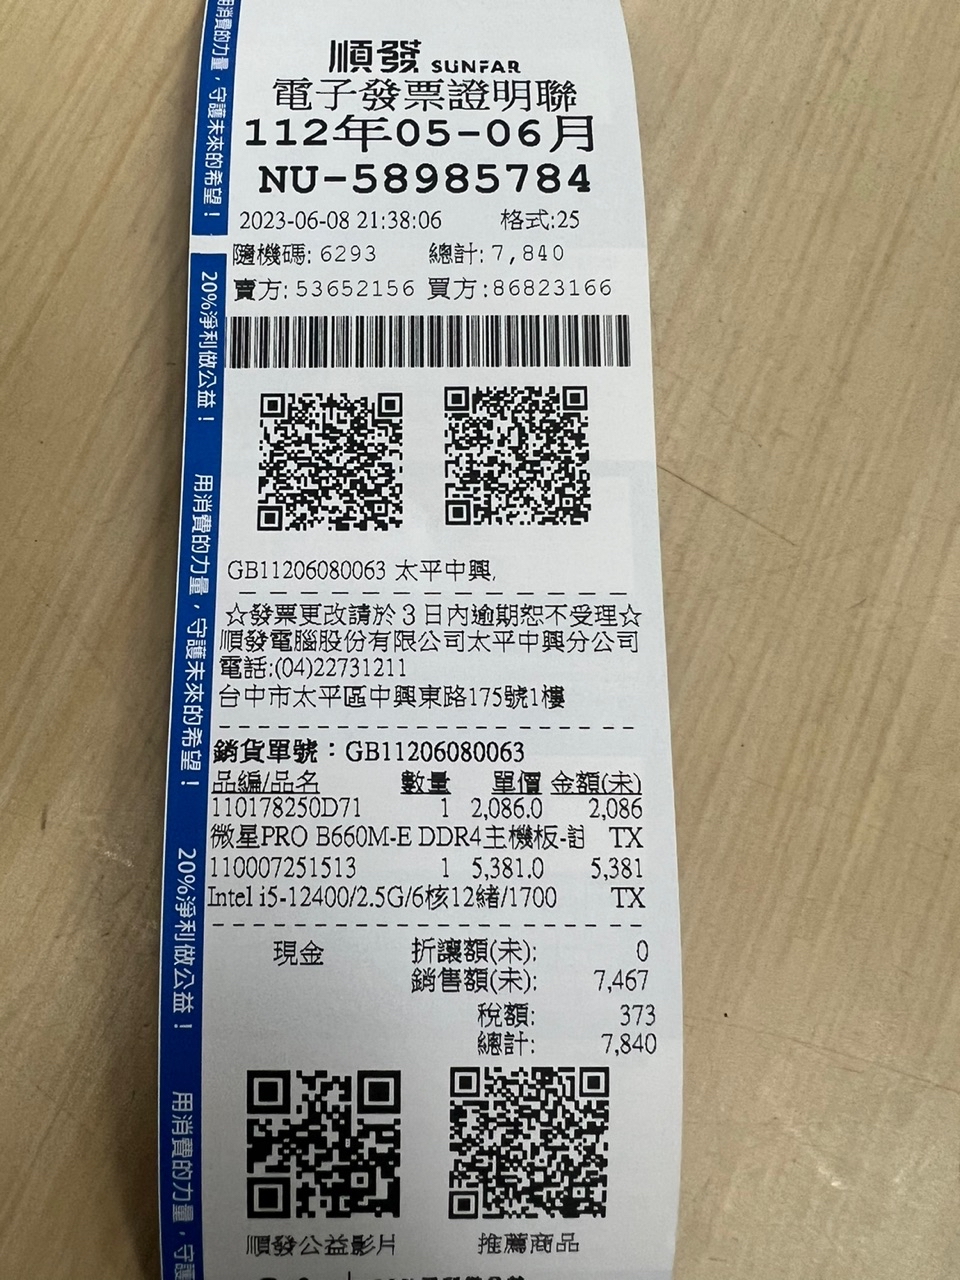 順發 SUNFAR
電子發票證明聯
112年05-06月
NU-58985784
2023-06-08 21:38:06 格式:25
隨機碼: 6293 總計: 7,840
賣方: 53652156 買方:86823166
GB11206080063 太平中興,
☆發票更改請於3日內逾期恕不受理☆
順發電腦股份有限公司太平中興分公司
電話:(04)22731211
台中市太平區中興東路175號1樓
銷貨單號：GB11206080063
品編/品名 數量 單價 金額(未)
110178250D71 1 2,086.0 2,086
微星PRO B660M-E DDR4主機板-註 TX
110007251513 1 5,381.0 5,381
Intel i5-12400/2.5G/6核12緒/1700 TX
現金 折讓額(未): 0
銷售額(未): 7,467
稅額: 373
總計: 7,840
順發公益影片 推薦商品
用消費的力量，守護未來的希望！
20%淨利做公益！
用消費的力量，守護未來的希望！
20%淨利做公益！
用消費的力量，守護